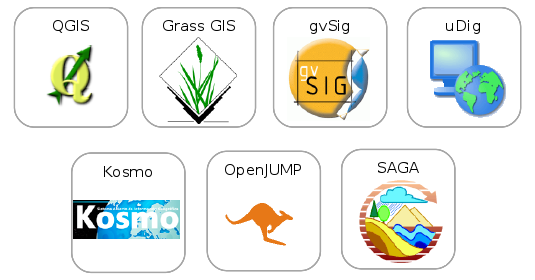 QGIS
Grass GIS
gvSig
uDig
gv
SIG
Kosmo
OpenJUMP
SAGA
Kosmo